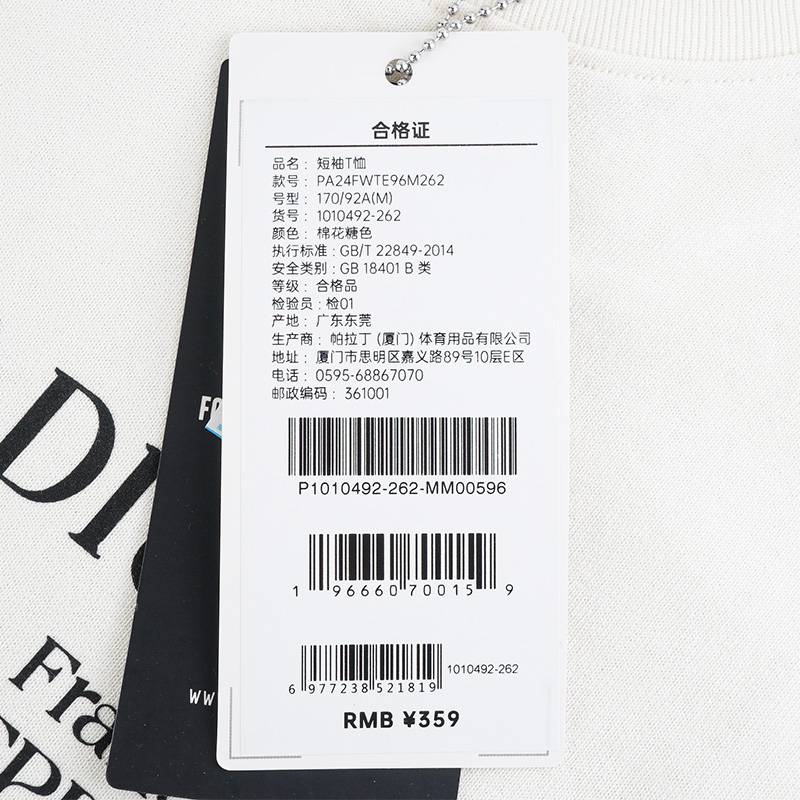 合格证
品名：短袖T恤
款号：PA24FWTE96M262
号型：170/92A(M)
货号：1010492-262
颜色：棉花糖色
执行标准：GB/T 22849-2014
安全类别：GB 18401 B 类
等级：合格品
检验员：检01
产地：广东东莞
生产商：帕拉丁 (厦门) 体育用品有限公司
地址：厦门市思明区嘉义路89号10层E区
电话：0595-68867070
邮政编码：361001
P1010492-262-MM00596
1 96660 70015 9
1010492-262
6 977238 521819
RMB ¥359
WW